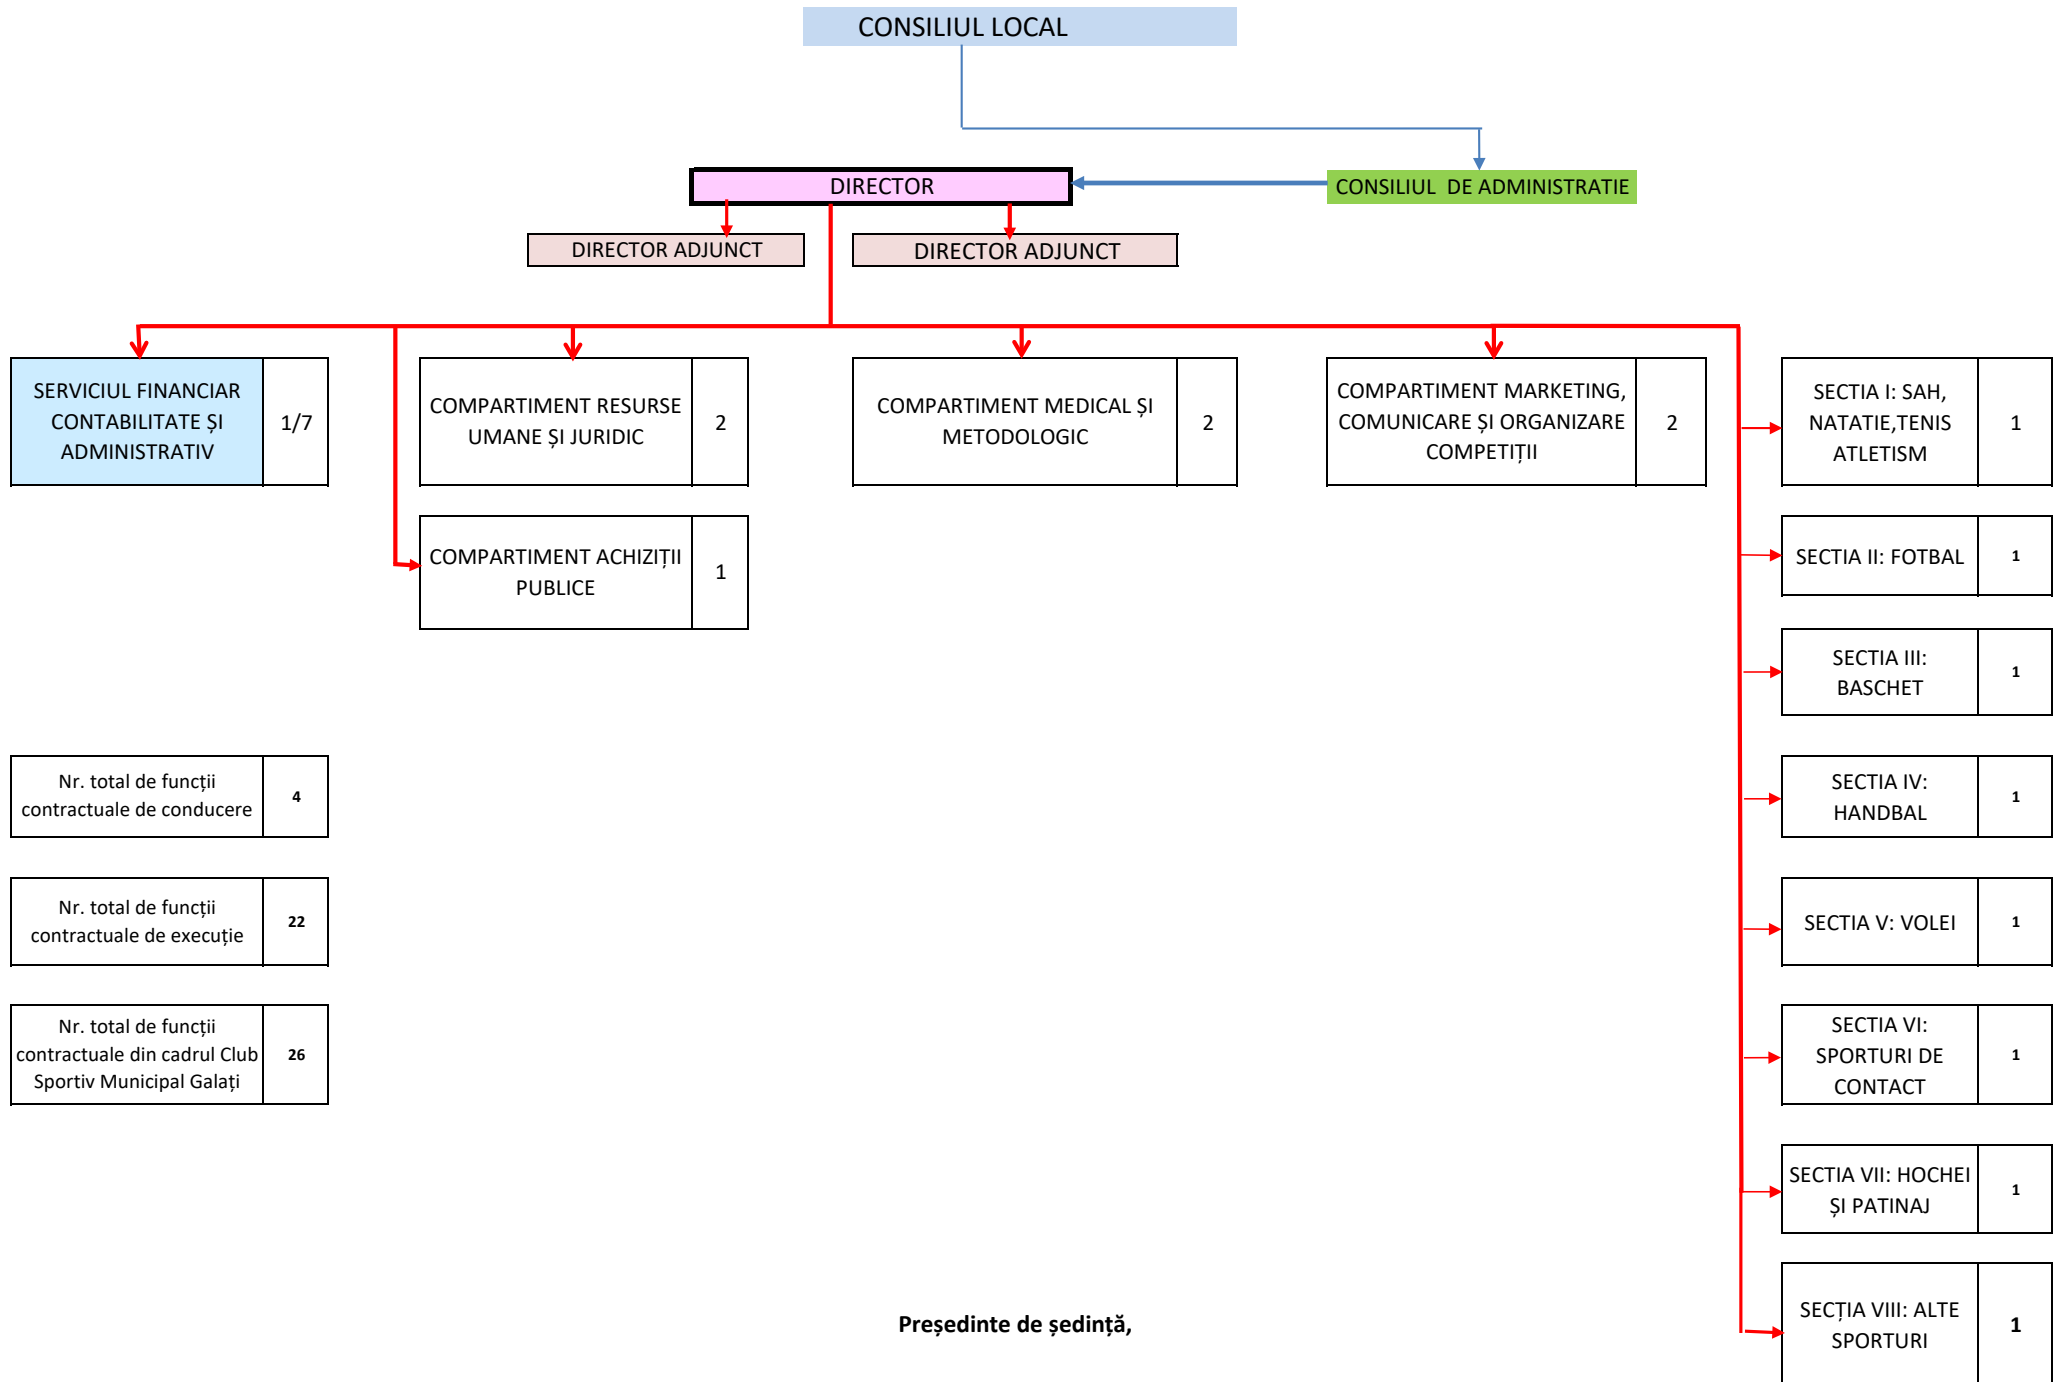 CONSILIUL LOCAL
DIRECTOR
CONSILIUL DE ADMINISTRATIE
DIRECTOR ADJUNCT
DIRECTOR ADJUNCT
SERVICIUL FINANCIAR
CONTABILITATE ȘI
ADMINISTRATIV
1/7
COMPARTIMENT RESURSE
UMANE ȘI JURIDIC
2
COMPARTIMENT MEDICAL ȘI
METODOLOGIC
2
COMPARTIMENT MARKETING,
COMUNICARE ȘI ORGANIZARE
COMPETIȚII
2
SECTIA I: SAH,
NATATIE,TENIS
ATLETISM
1
COMPARTIMENT ACHIZIȚII
PUBLICE
1
SECTIA II: FOTBAL
1
SECTIA III:
BASCHET
1
Nr. total de funcții
contractuale de conducere
4
SECTIA IV:
HANDBAL
1
Nr. total de funcții
contractuale de execuție
22
SECTIA V: VOLEI
1
Nr. total de funcții
contractuale din cadrul Club
Sportiv Municipal Galați
26
SECTIA VI:
SPORTURI DE
CONTACT
1
SECTIA VII: HOCHEI
ȘI PATINAJ
1
SECȚIA VIII: ALTE
SPORTURI
1
Președinte de ședință,